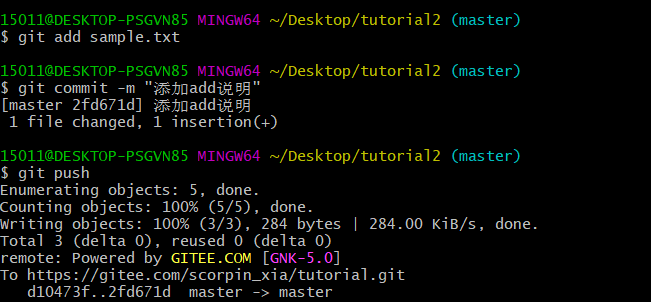 15011@DESKTOP-PSGVN85 MINGW64 ~/Desktop/tutorial2 (master)
$ git add sample.txt
15011@DESKTOP-PSGVN85 MINGW64 ~/Desktop/tutorial2 (master)
$ git commit -m "添加add说明"
[master 2fd671d] 添加add说明
 1 file changed, 1 insertion(+)
15011@DESKTOP-PSGVN85 MINGW64 ~/Desktop/tutorial2 (master)
$ git push
Enumerating objects: 5, done.
Counting objects: 100% (5/5), done.
Writing objects: 100% (3/3), 284 bytes | 284.00 KiB/s, done.
Total 3 (delta 0), reused 0 (delta 0)
remote: Powered by GITEE.COM [GNK-5.0]
To https://gitee.com/scorpin_xia/tutorial.git
   d10473f..2fd671d  master -> master